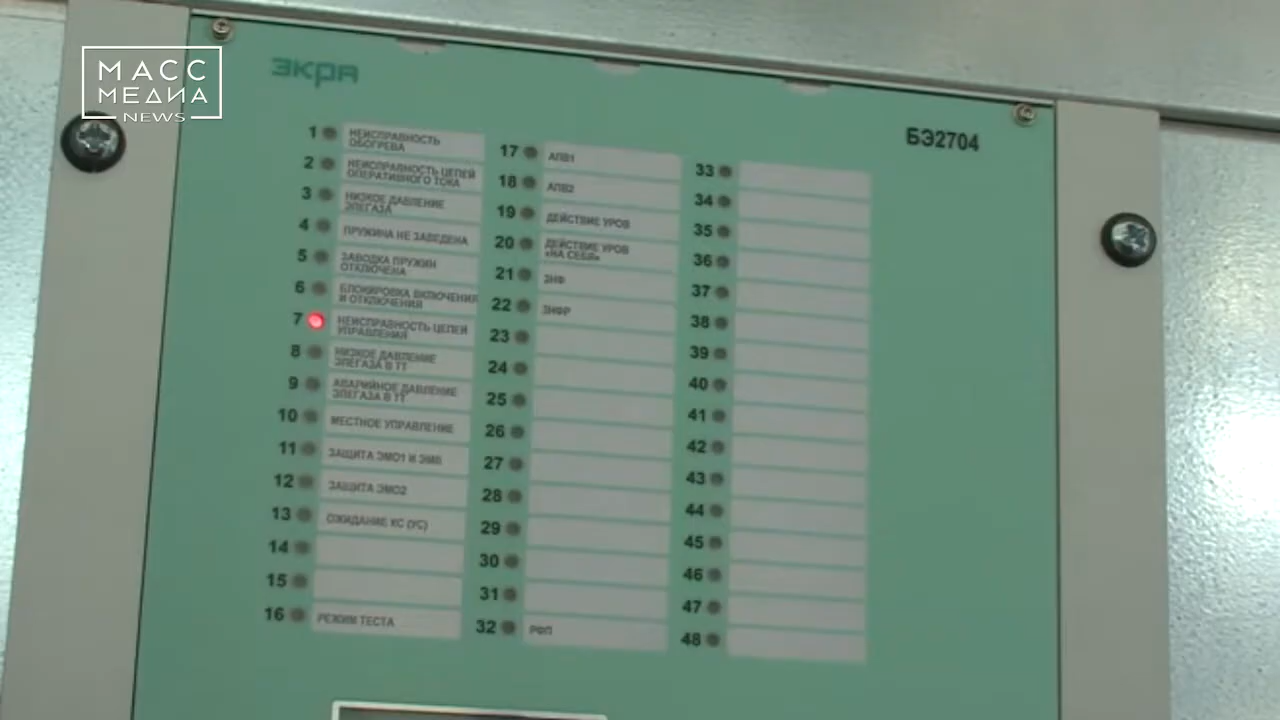 МАСС
МЕДИА
NEWS
ЭКРА
БЭ2704
1 НЕИСПРАВНОСТЬ
ОБОГРЕВА
2 НЕИСПРАВНОСТЬ ЦЕПЕЙ
ОПЕРАТИВНОГО ТОКА
3 НИЗКОЕ ДАВЛЕНИЕ
ЭЛЕГАЗА
4 ПРУЖИНА НЕ ЗАВЕДЕНА
5 ЗАВОДКА ПРУЖИН
ОТКЛЮЧЕНА
6 БЛОКИРОВКА ВКЛЮЧЕНИЯ
И ОТКЛЮЧЕНИЯ
7 НЕИСПРАВНОСТЬ ЦЕПЕЙ
УПРАВЛЕНИЯ
8 НИЗКОЕ ДАВЛЕНИЕ
ЭЛЕГАЗА В ТТ
9 АВАРИЙНОЕ ДАВЛЕНИЕ
ЭЛЕГАЗА В ТТ
10 МЕСТНОЕ УПРАВЛЕНИЕ
11 ЗАЩИТА ЭМО1 И ЭМВ
12 ЗАЩИТА ЭМО2
13 ОЖИДАНИЕ КС (УС)
14
15
16 РЕЖИМ ТЕСТА
17 АПВ1
18 АПВ2
19 ДЕЙСТВИЕ УРОВ
20 ДЕЙСТВИЕ УРОВ
«НА СЕБЯ»
21 ЗНФ
22 ЗНФР
23
24
25
26
27
28
29
30
31
32 РФП
33
34
35
36
37
38
39
40
41
42
43
44
45
46
47
48